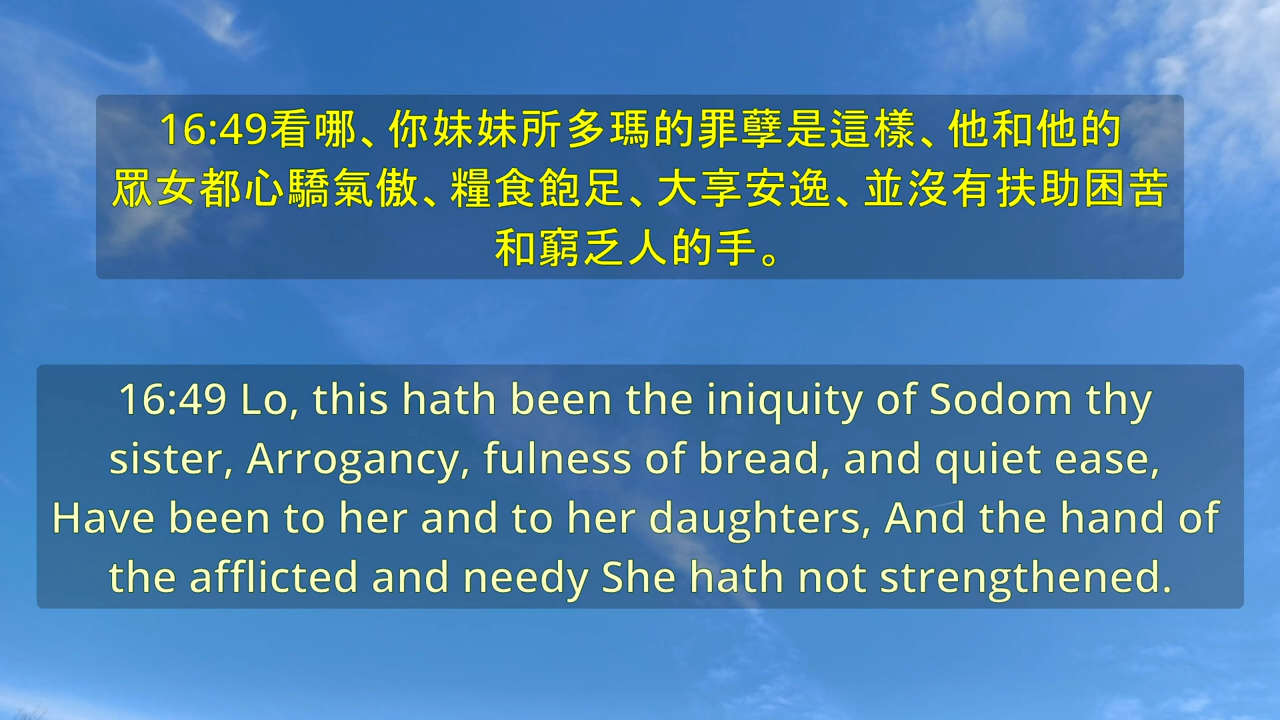 16:49看哪、你妹妹所多瑪的罪孽是這樣、他和他的
眾女都心驕氣傲、糧食飽足、大享安逸、並沒有扶助困苦
和窮乏人的手。
16:49 Lo, this hath been the iniquity of Sodom thy
sister, Arrogancy, fulness of bread, and quiet ease,
Have been to her and to her daughters, And the hand of
the afflicted and needy She hath not strengthened.